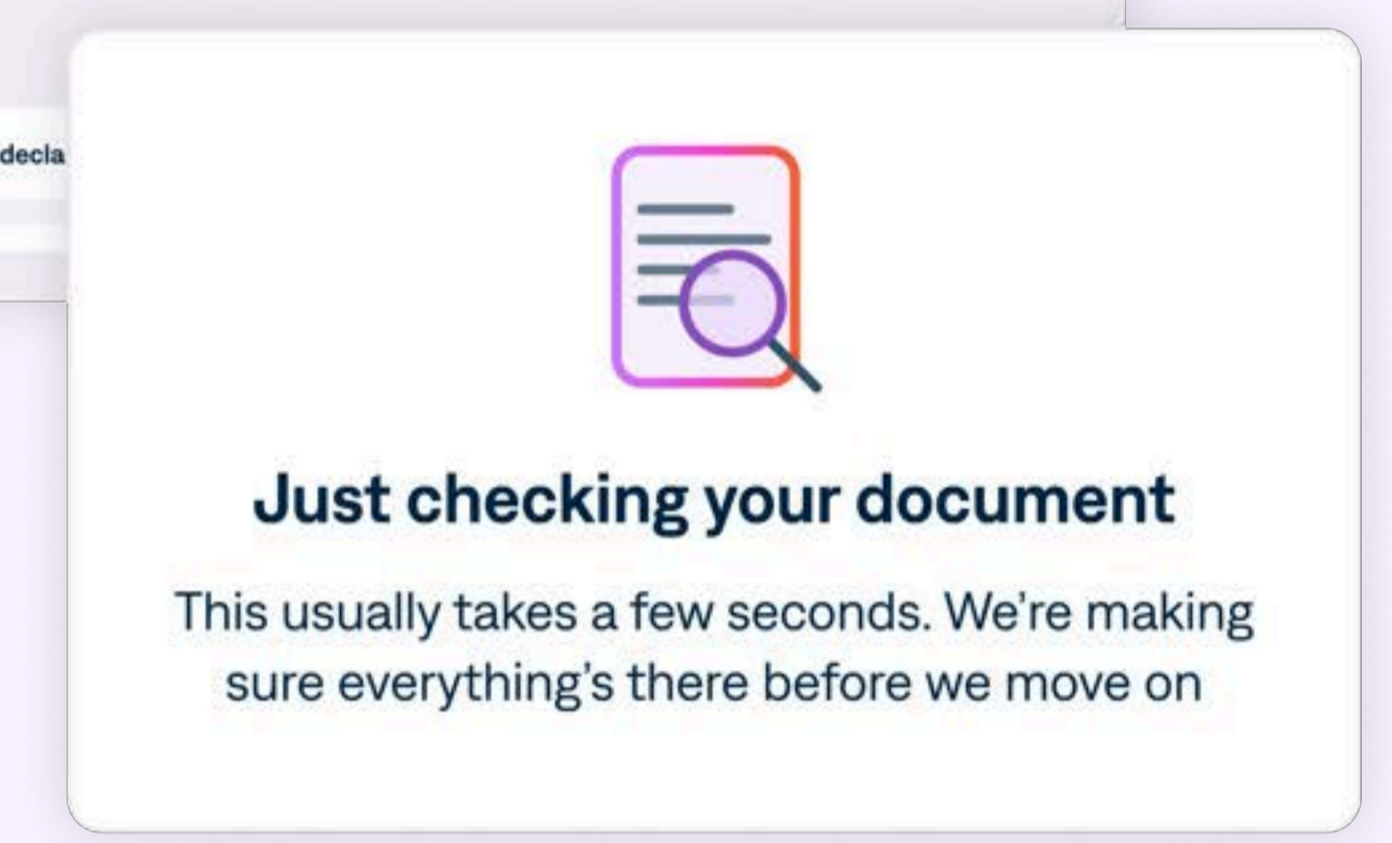 decla
Just checking your document
This usually takes a few seconds. We’re making
sure everything’s there before we move on